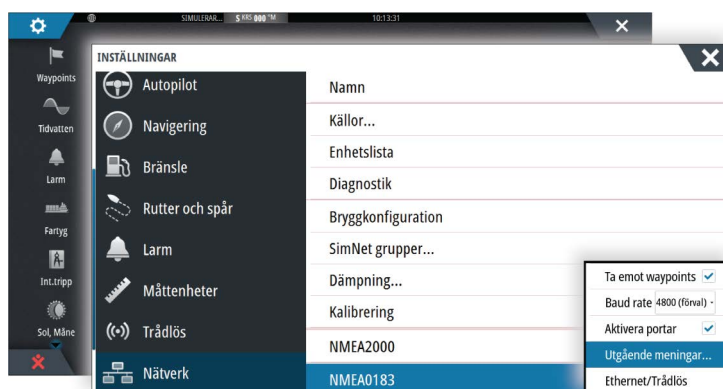 SIMULERAR... S KRS 000 °M 10:13:31
INSTÄLLNINGAR
Waypoints
Tidvatten
Larm
Fartyg
Int.tripp
Sol, Måne
Autopilot
Navigering
Bränsle
Rutter och spår
Larm
Måttenheter
Trådlös
Nätverk
Namn
Källor...
Enhetslista
Diagnostik
Bryggkonfiguration
SimNet grupper...
Dämpning...
Kalibrering
NMEA2000
NMEA0183
Ta emot waypoints
Baud rate 4800 (förval)
Aktivera portar
Utgående meningar...
Ethernet/Trådlös